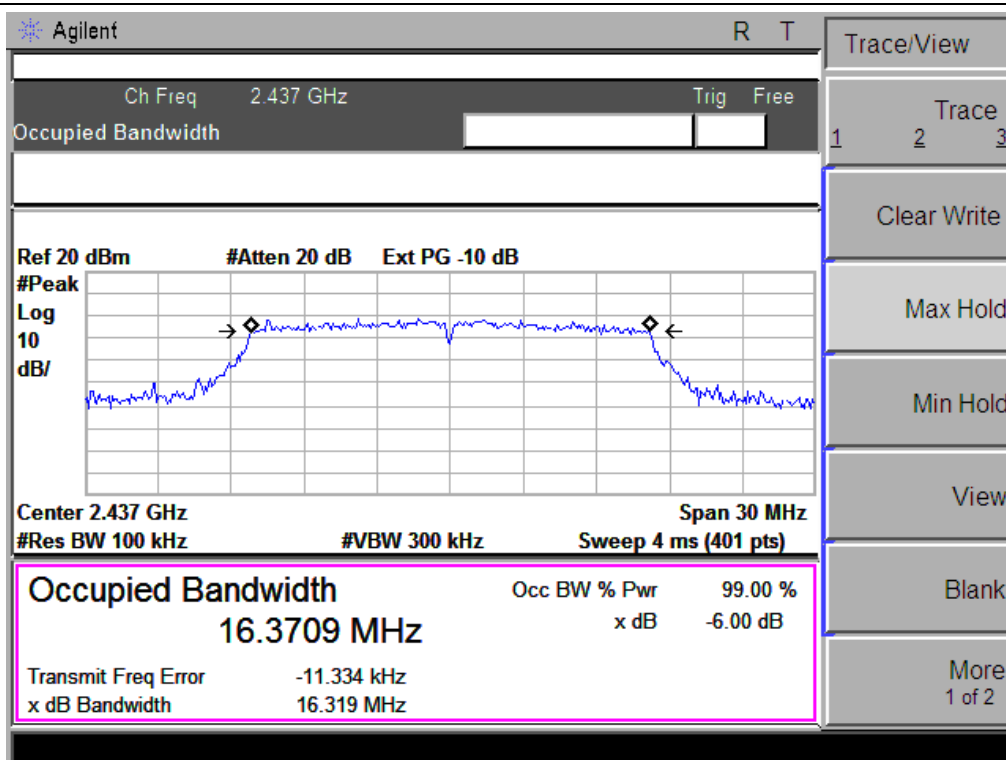 Agilent R T
Ch Freq 2.437 GHz Trig Free
Occupied Bandwidth
Ref 20 dBm #Atten 20 dB Ext PG -10 dB
#Peak
Log
10
dB/
Center 2.437 GHz Span 30 MHz
#Res BW 100 kHz #VBW 300 kHz Sweep 4 ms (401 pts)
Occupied Bandwidth Occ BW % Pwr 99.00 %
16.3709 MHz x dB -6.00 dB
Transmit Freq Error -11.334 kHz
x dB Bandwidth 16.319 MHz
Trace/View
Trace
1 2 3
Clear Write
Max Hold
Min Hold
View
Blank
More
1 of 2